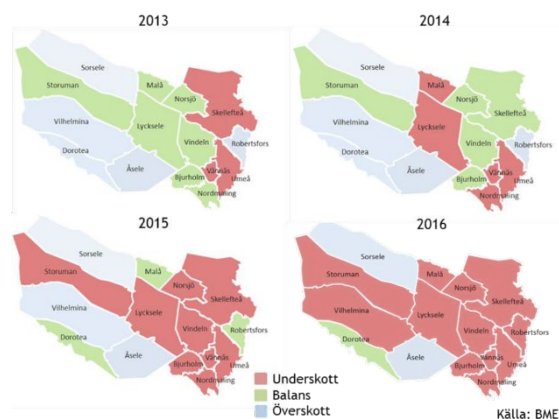 2013
Sorsele
Malå
Storuman
Norsjö
Skellefteå
Vilhelmina
Lycksele
Robertsfors
Dorotea
Vindeln
Åsele
Vännäs
Bjurholm
Umeå
Nordmaling
2014
Sorsele
Malå
Storuman
Norsjö
Skellefteå
Vilhelmina
Lycksele
Robertsfors
Dorotea
Vindeln
Åsele
Vännäs
Bjurholm
Umeå
Nordmaling
2015
Sorsele
Malå
Storuman
Norsjö
Skellefteå
Vilhelmina
Lycksele
Robertsfors
Vindeln
Dorotea
Åsele
Vännäs
Bjurholm
Umeå
Nordmaling
2016
Sorsele
Malå
Storuman
Norsjö
Skellefteå
Vilhelmina
Lycksele
Robertsfors
Vindeln
Dorotea
Åsele
Vännäs
Bjurholm
Umeå
Nordmaling
Underskott
Balans
Överskott
Källa: BME